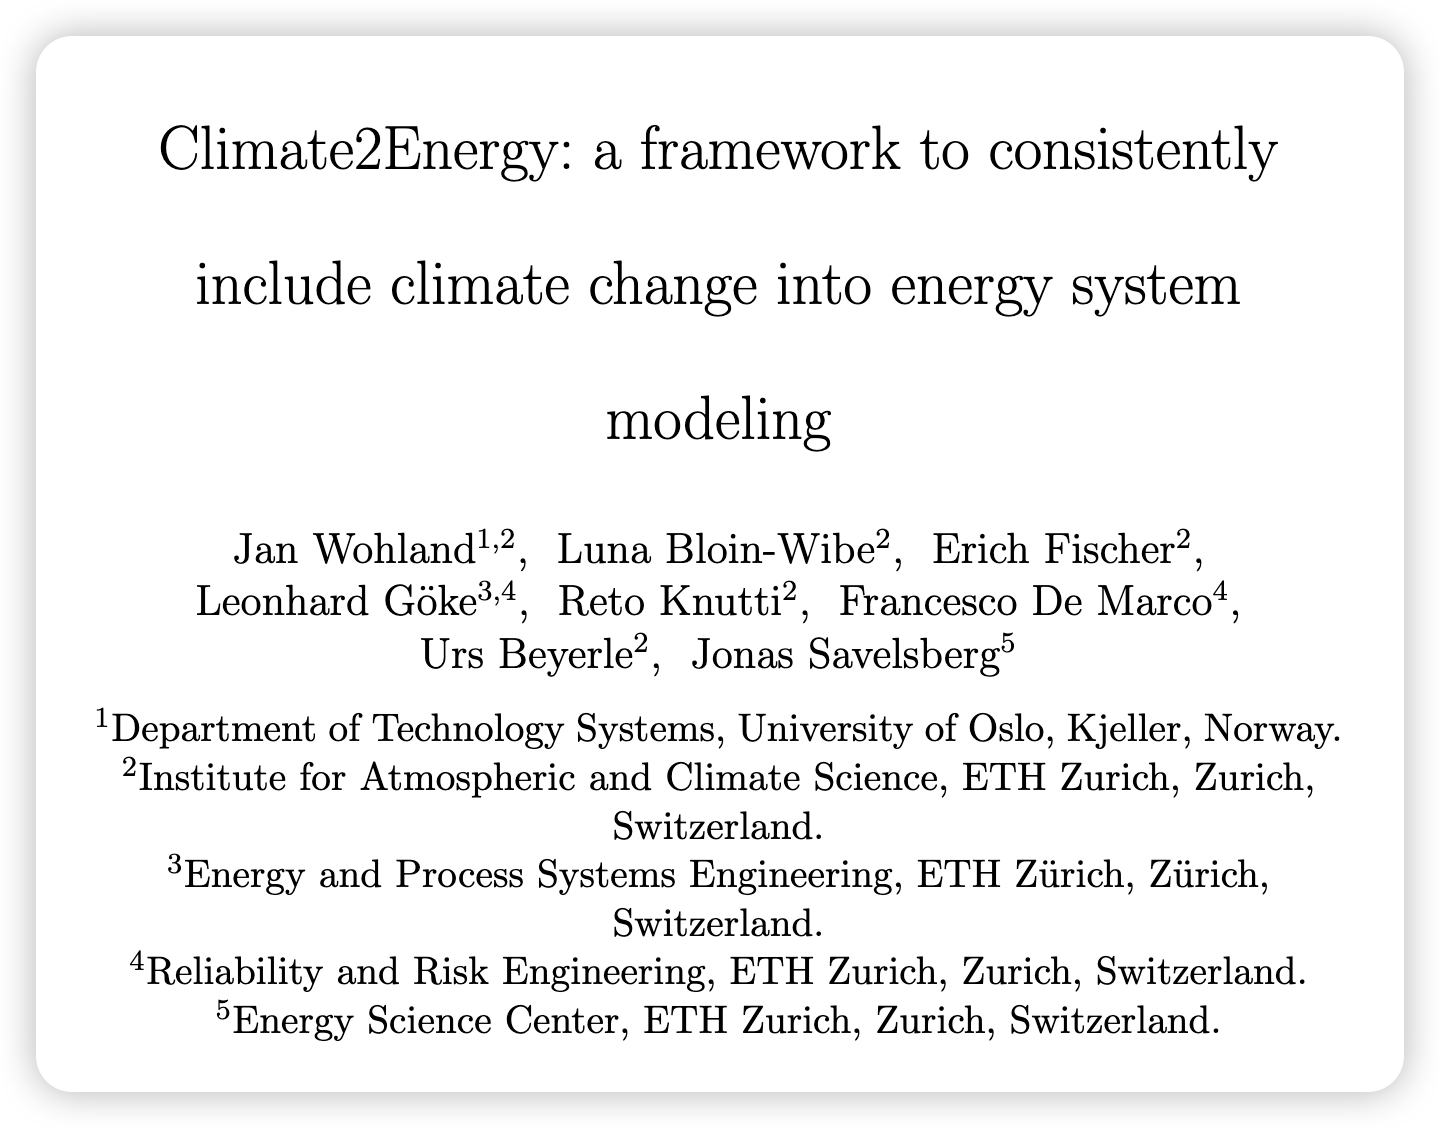 Climate2Energy: a framework to consistently
include climate change into energy system
modeling
Jan Wohland¹,², Luna Bloin-Wibe², Erich Fischer²,
Leonhard Göke³,⁴, Reto Knutti², Francesco De Marco⁴,
Urs Beyerle², Jonas Savelsberg⁵
¹Department of Technology Systems, University of Oslo, Kjeller, Norway.
²Institute for Atmospheric and Climate Science, ETH Zurich, Zurich,
Switzerland.
³Energy and Process Systems Engineering, ETH Zürich, Zürich,
Switzerland.
⁴Reliability and Risk Engineering, ETH Zurich, Zurich, Switzerland.
⁵Energy Science Center, ETH Zurich, Zurich, Switzerland.